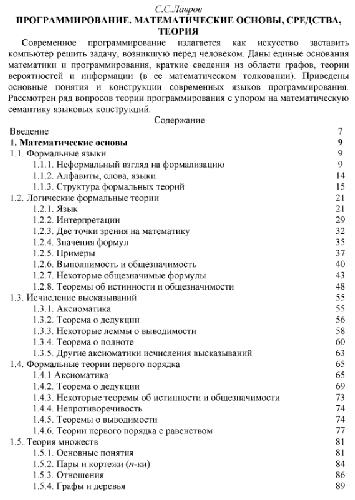 С.С.Лавров
ПРОГРАММИРОВАНИЕ. МАТЕМАТИЧЕСКИЕ ОСНОВЫ, СРЕДСТВА,
ТЕОРИЯ
Современное программирование излагается как искусство заставить
компьютер решить задачу, возникшую перед человеком. Даны единые основания
математики и программирования, краткие сведения из области графов, теории
вероятностей и информации (в ее математическом толковании). Приведены
основные понятия и конструкции современных языков программирования.
Рассмотрен ряд вопросов теории программирования с упором на математическую
семантику языковых конструкций.
Содержание
Введение 7
1. Математические основы 9
1.1. Формальные языки 9
1.1.1. Неформальный взгляд на формализацию 9
1.1.2. Алфавиты, слова, языки 14
1.1.3. Структура формальных теорий 15
1.2. Логические формальные теории 21
1.2.1. Язык 21
1.2.2. Интерпретации 29
1.2.3. Две точки зрения на математику 32
1.2.4. Значения формул 35
1.2.5. Примеры 37
1.2.6. Выполнимость и общезначимость 40
1.2.7. Некоторые общезначимые формулы 43
1.2.8. Теоремы об истинности и общезначимости 48
1.3. Исчисление высказываний 55
1.3.1. Аксиоматика 55
1.3.2. Теорема о дедукции 56
1.3.3. Некоторые леммы о выводимости 58
1.3.4. Теорема о полноте 60
1.3.5. Другие аксиоматики исчисления высказываний 63
1.4. Формальные теории первого порядка 65
1.4.1 Аксиоматика 65
1.4.2. Теорема о дедукции 69
1.4.3. Некоторые теоремы об истинности и общезначимости 73
1.4.4. Непротиворечивость 74
1.4.5. Теоремы о выводимости 74
1.4.6. Теории первого порядка с равенством 77
1.5. Теория множеств 81
1.5.1. Основные понятия 81
1.5.2. Пары и кортежи (n-ки) 84
1.5.3. Отношения 86
1.5.4. Графы и деревья 89